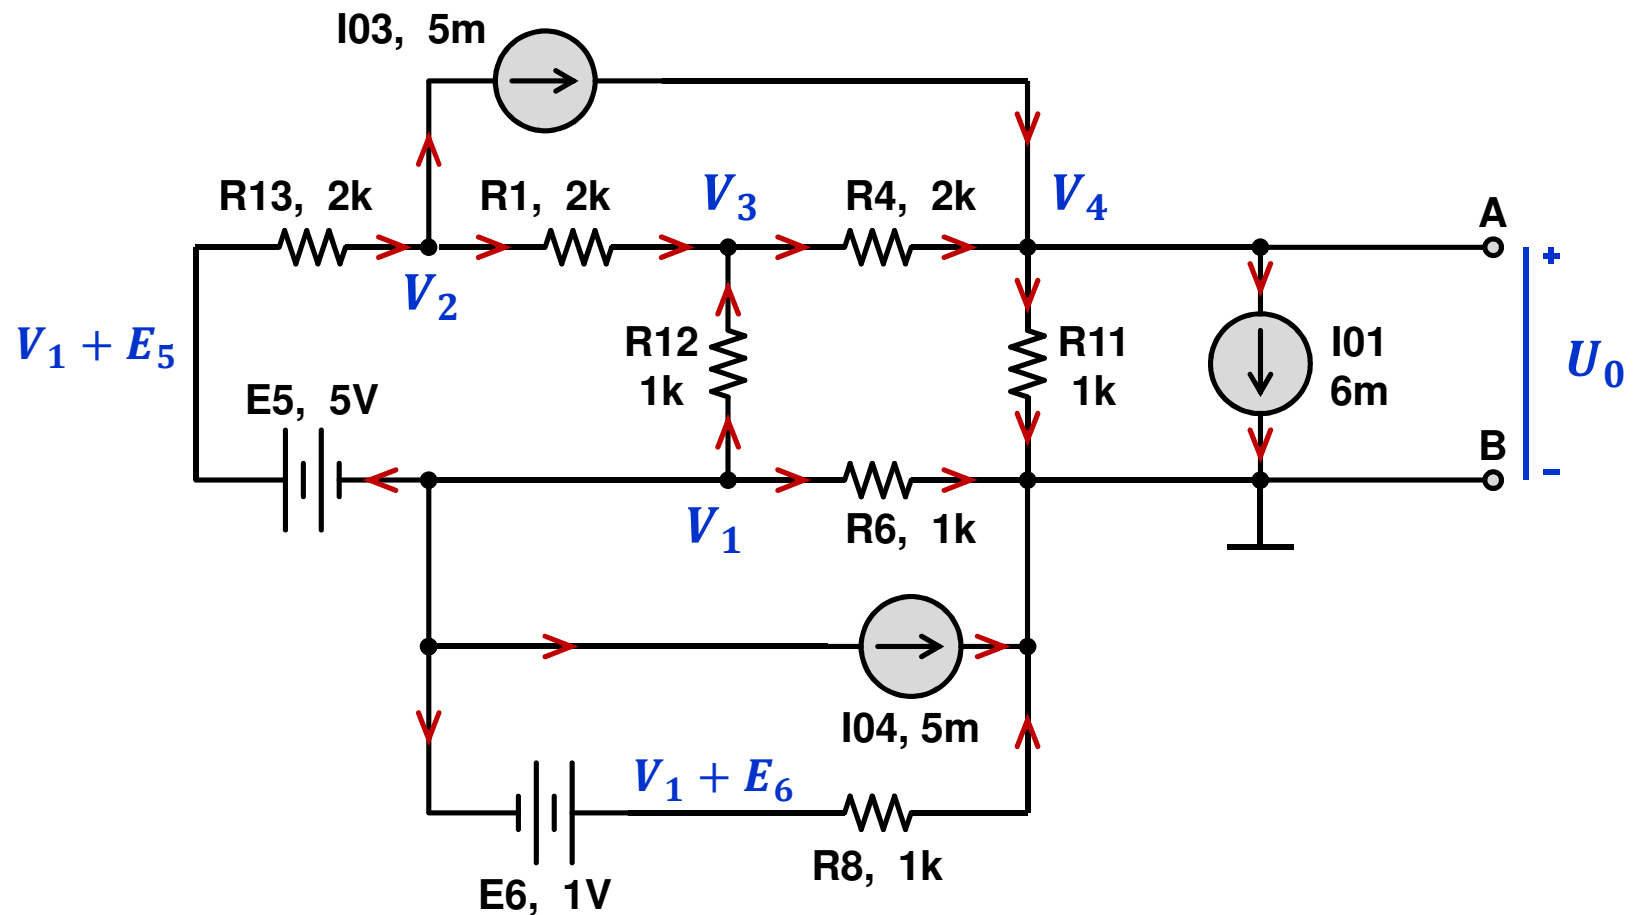 I03, 5m
R13, 2k
R1, 2k
V₃
R4, 2k
V₄
A
V₂
+
V₁ + E₅
R12
1k
R11
1k
I01
6m
U₀
E5, 5V
B
−
V₁
R6, 1k
I04, 5m
V₁ + E₆
R8, 1k
E6, 1V